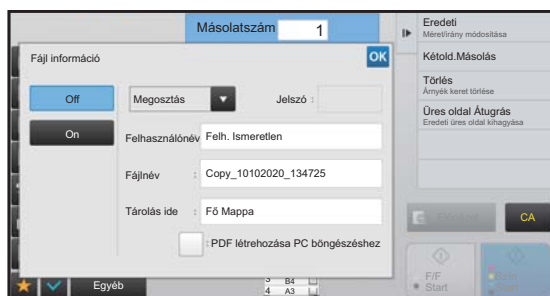 Másolatszám 1
Fájl információ
OK
Off
Megosztás
Jelszó :
On
Felhasználónév
Felh. Ismeretlen
Fájlnév : Copy_10102020_134725
Tárolás ide : Fő Mappa
: PDF létrehozása PC böngészéshez
Egyéb
B4
4 A3
Eredeti
Méret/irány módosítása
Kétold.Másolás
Törlés
Árnyék keret törlése
Üres oldal Átugrás
Eredeti üres oldal kihagyása
CA
F/F
Start